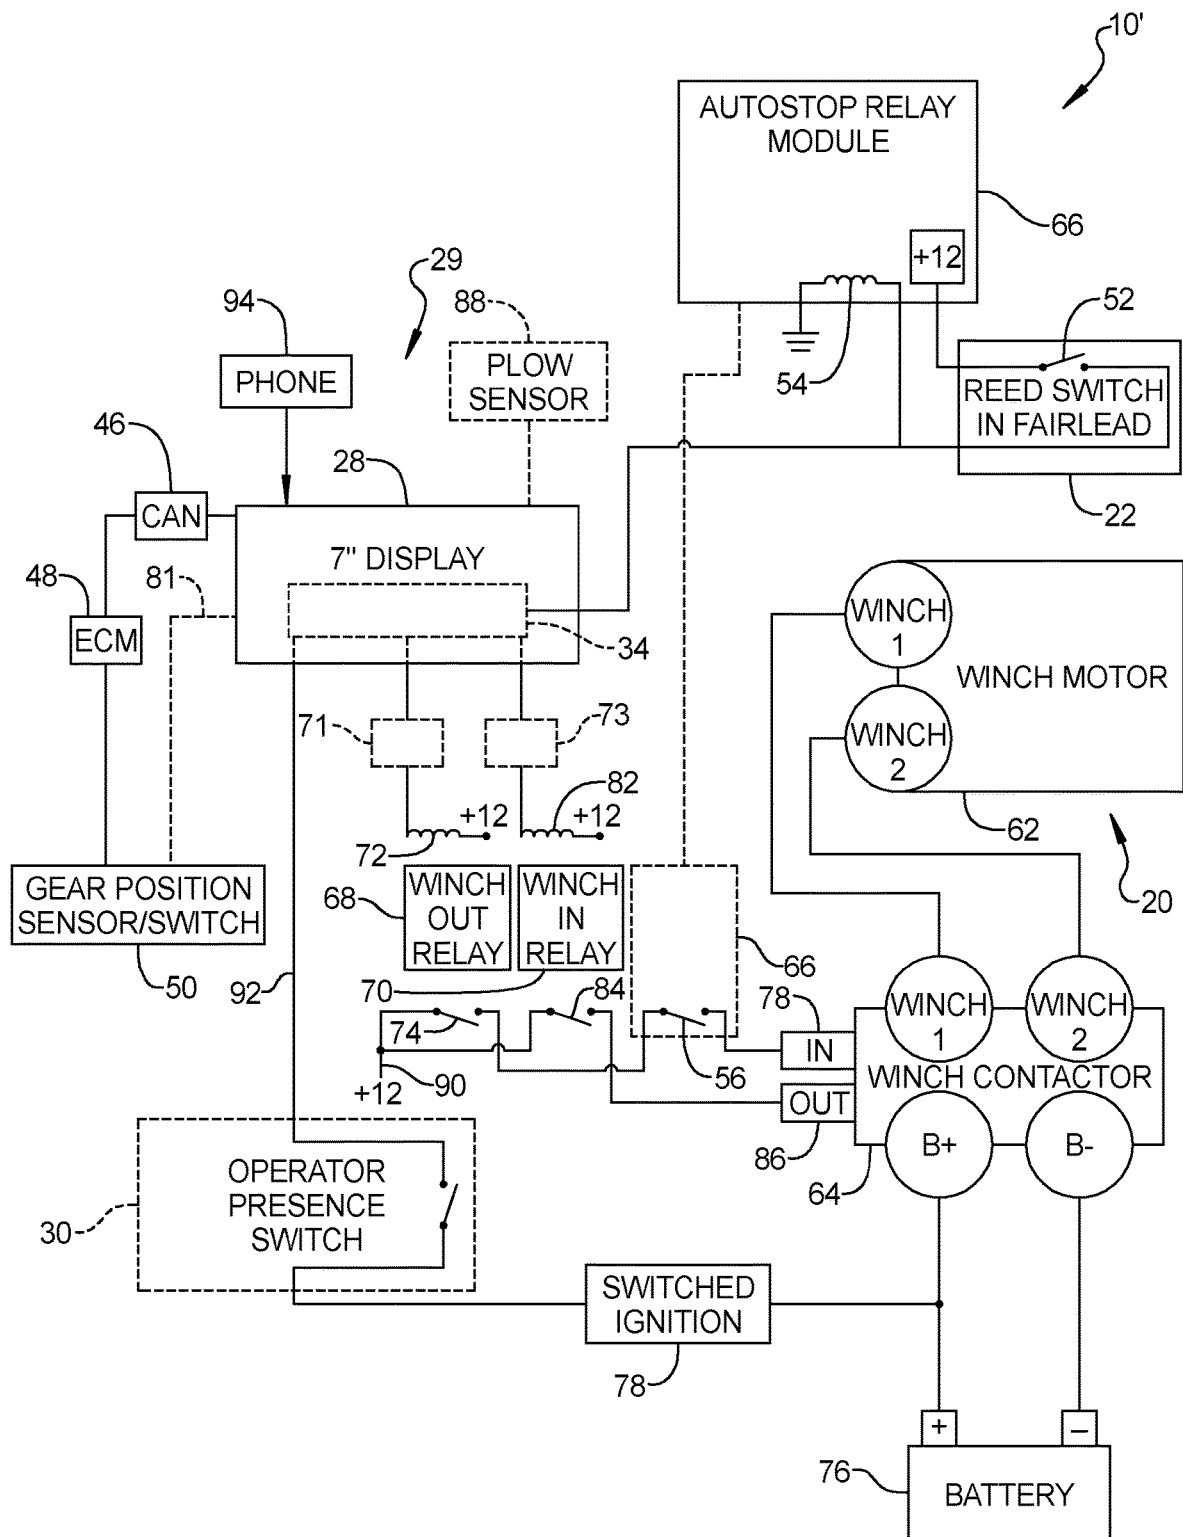 10'
AUTOSTOP RELAY
MODULE
66
+12
29
94
88
52
PHONE
PLOW
SENSOR
54
REED SWITCH
IN FAIRLEAD
46
28
22
CAN
7" DISPLAY
48
81
ECM
34
WINCH
1
WINCH MOTOR
WINCH
2
71
73
82
+12
+12
72
62
20
GEAR POSITION
SENSOR/SWITCH
68
WINCH
OUT
RELAY
WINCH
IN
RELAY
66
50
92
70
84
78
74
WINCH
1
WINCH
2
IN
90
+12
56
WINCH CONTACTOR
OUT
86
64
B+
B-
OPERATOR
PRESENCE
SWITCH
30
SWITCHED
IGNITION
78
+
–
76
BATTERY